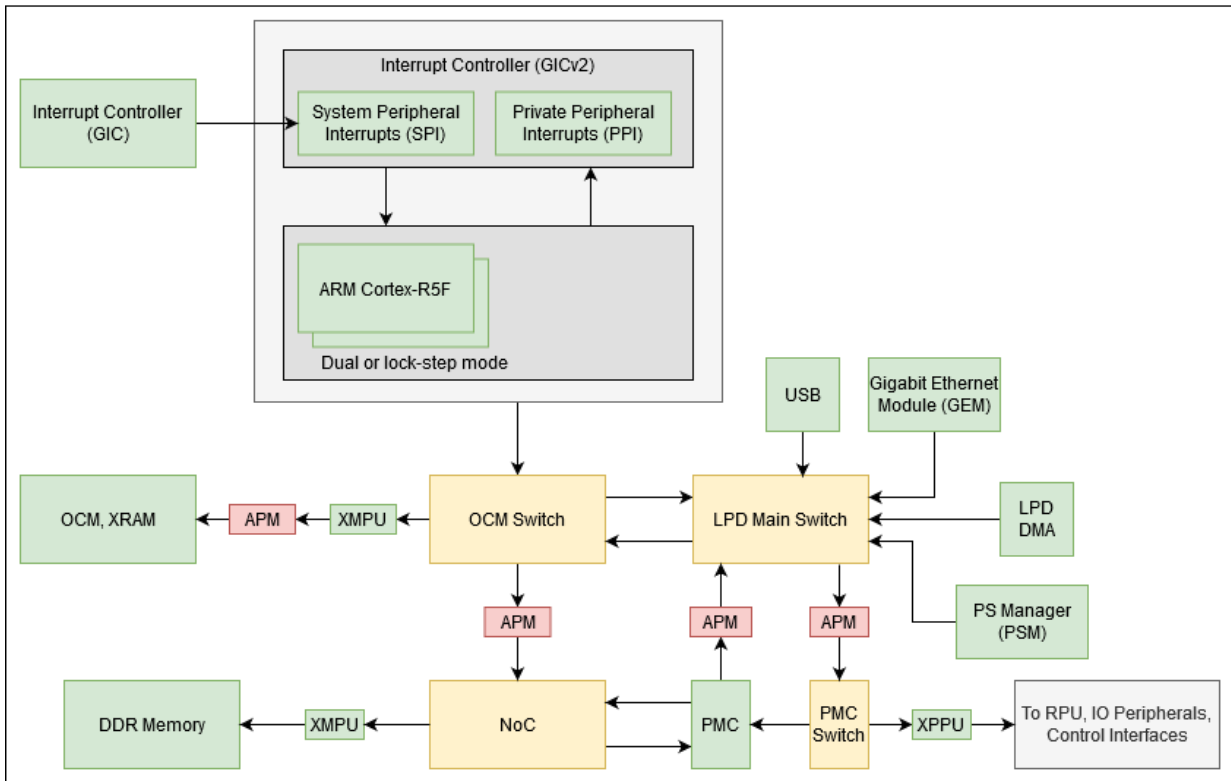 Interrupt Controller (GICv2)
Interrupt Controller
(GIC)
System Peripheral
Interrupts (SPI)
Private Peripheral
Interrupts (PPI)
ARM Cortex-R5F
Dual or lock-step mode
USB
Gigabit Ethernet
Module (GEM)
OCM, XRAM
APM
XMPU
OCM Switch
LPD Main Switch
LPD
DMA
APM
APM
APM
PS Manager
(PSM)
DDR Memory
XMPU
NoC
PMC
PMC
Switch
XPPU
To RPU, IO Peripherals,
Control Interfaces